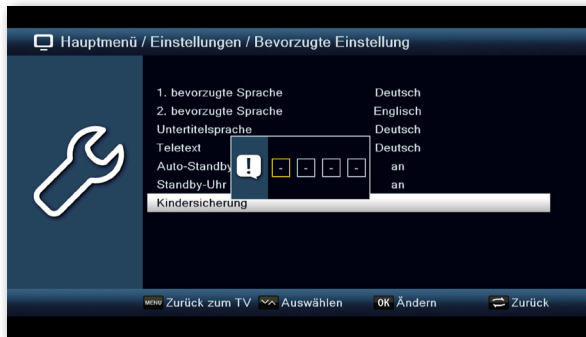 Hauptmenü / Einstellungen / Bevorzugte Einstellung
1. bevorzugte Sprache Deutsch
2. bevorzugte Sprache Englisch
Untertitelsprache Deutsch
Teletext Deutsch
Auto-Standby an
Standby-Uhr an
! - - - -
Kindersicherung
MENU Zurück zum TV Auswählen OK Ändern Zurück